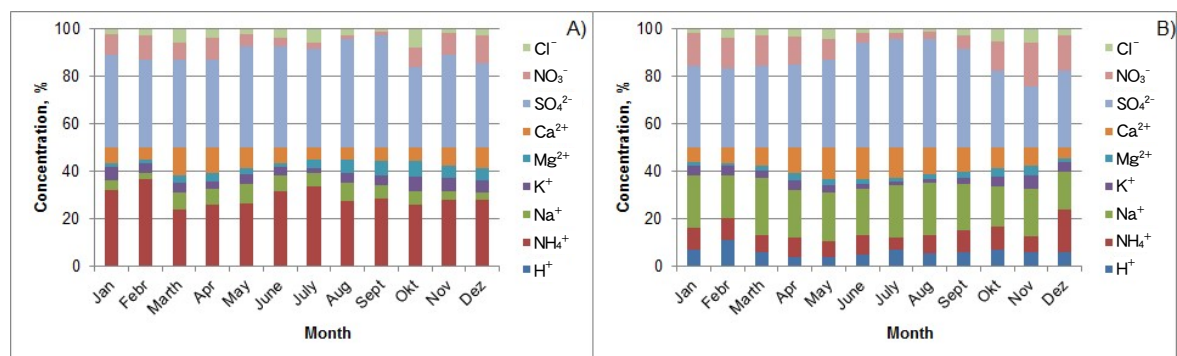 A)
Concentration, %
100
80
60
40
20
0
Jan Febr Marth Apr May June July Aug Sept Okt Nov Dez
Month
Cl⁻
NO₃⁻
SO₄²⁻
Ca²⁺
Mg²⁺
K⁺
Na⁺
NH₄⁺
H⁺
B)
Concentration, %
100
80
60
40
20
0
Jan Febr Marth Apr May June July Aug Sept Okt Nov Dez
Month
Cl⁻
NO₃⁻
SO₄²⁻
Ca²⁺
Mg²⁺
K⁺
Na⁺
NH₄⁺
H⁺